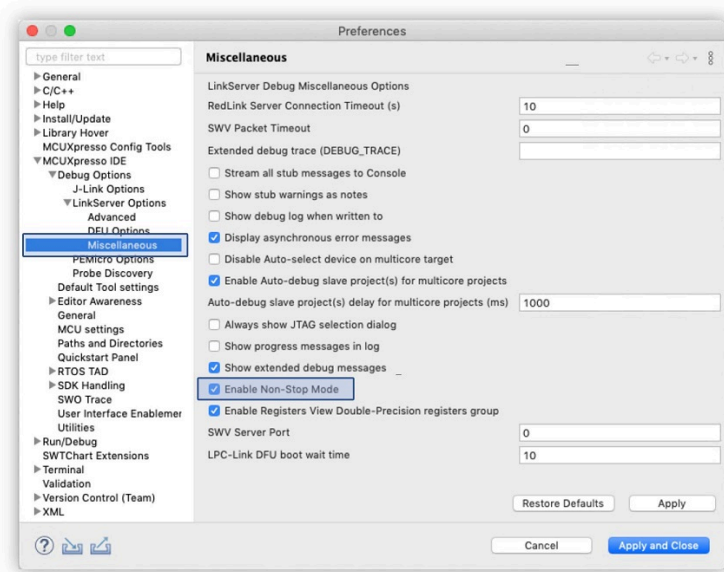 Preferences
type filter text
General
C/C++
Help
Install/Update
Library Hover
MCUXpresso Config Tools
MCUXpresso IDE
Debug Options
J-Link Options
LinkServer Options
Advanced
DFU Options
Miscellaneous
PEMicro Options
Probe Discovery
Default Tool settings
Editor Awareness
General
MCU settings
Paths and Directories
Quickstart Panel
RTOS TAD
SDK Handling
SWO Trace
User Interface Enablemer
Utilities
Run/Debug
SWTChart Extensions
Terminal
Validation
Version Control (Team)
XML
Miscellaneous
LinkServer Debug Miscellaneous Options
RedLink Server Connection Timeout (s) 10
SWV Packet Timeout 0
Extended debug trace (DEBUG_TRACE)
Stream all stub messages to Console
Show stub warnings as notes
Show debug log when written to
Display asynchronous error messages
Disable Auto-select device on multicore target
Enable Auto-debug slave project(s) for multicore projects
Auto-debug slave project(s) delay for multicore projects (ms) 1000
Always show JTAG selection dialog
Show progress messages in log
Show extended debug messages
Enable Non-Stop Mode
Enable Registers View Double-Precision registers group
SWV Server Port 0
LPC-Link DFU boot wait time 10
Restore Defaults Apply
? Cancel Apply and Close